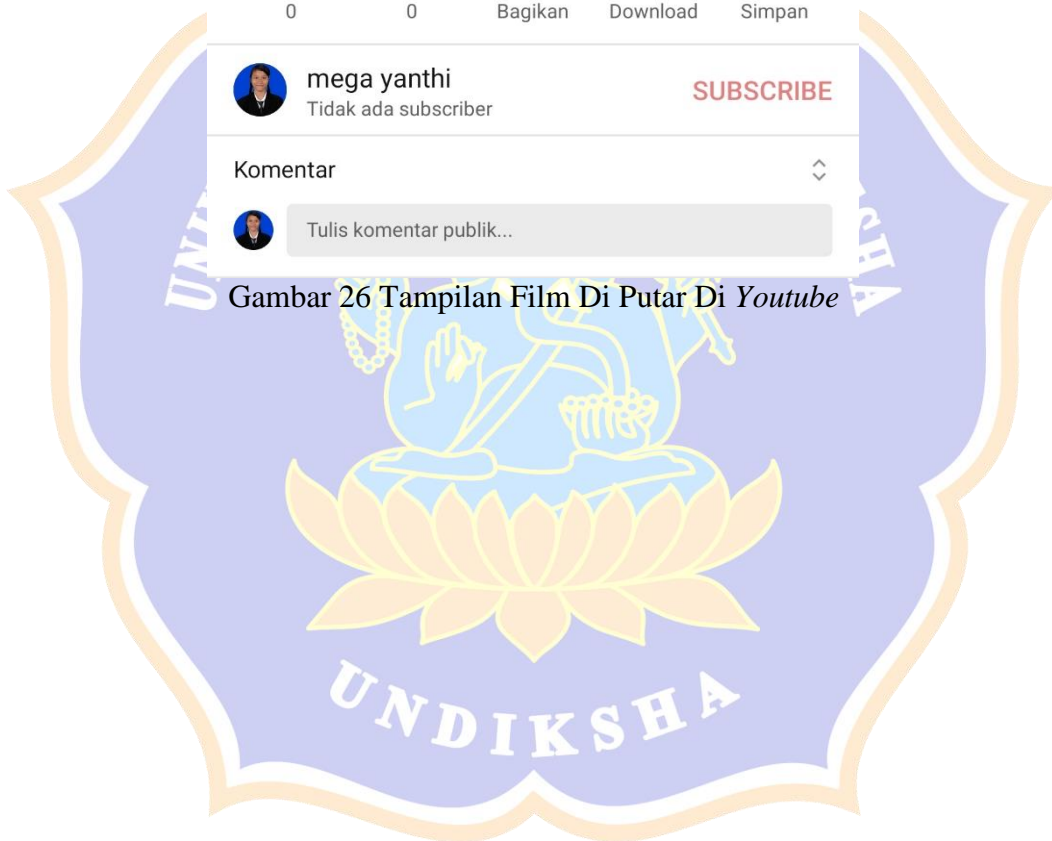 0 0 Bagikan Download Simpan
mega yanthi
SUBSCRIBE
Tidak ada subscriber
Komentar
Tulis komentar publik...
Gambar 26 Tampilan Film Di Putar Di Youtube
UNDIKSHA